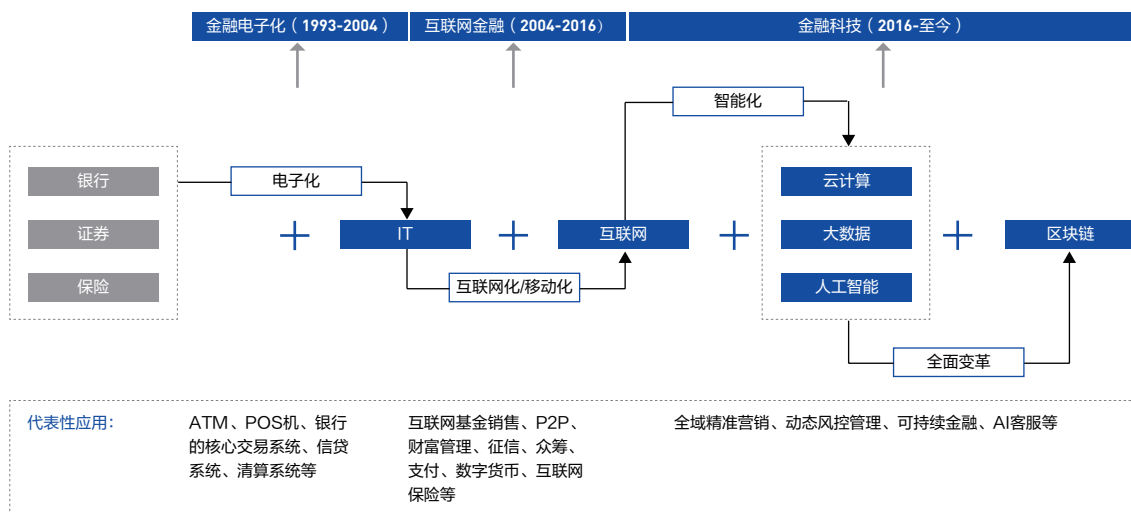 金融电子化（1993-2004）
互联网金融（2004-2016）
金融科技（2016-至今）
智能化
银行
电子化
云计算
证券
IT
互联网
大数据
区块链
保险
互联网化/移动化
人工智能
全面变革
代表性应用：
ATM、POS机、银行
的核心交易系统、信贷
系统、清算系统等
互联网基金销售、P2P、
财富管理、征信、众筹、
支付、数字货币、互联网
保险等
全域精准营销、动态风控管理、可持续金融、AI客服等